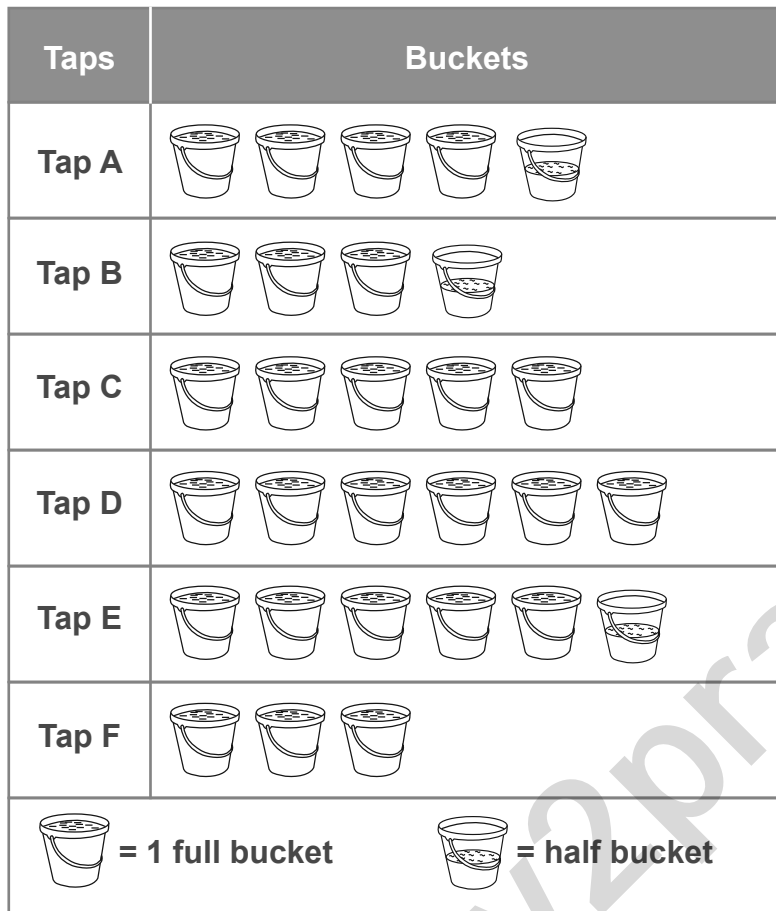 Taps Buckets
Tap A
Tap B
Tap C
Tap D
Tap E
Tap F
= 1 full bucket = half bucket